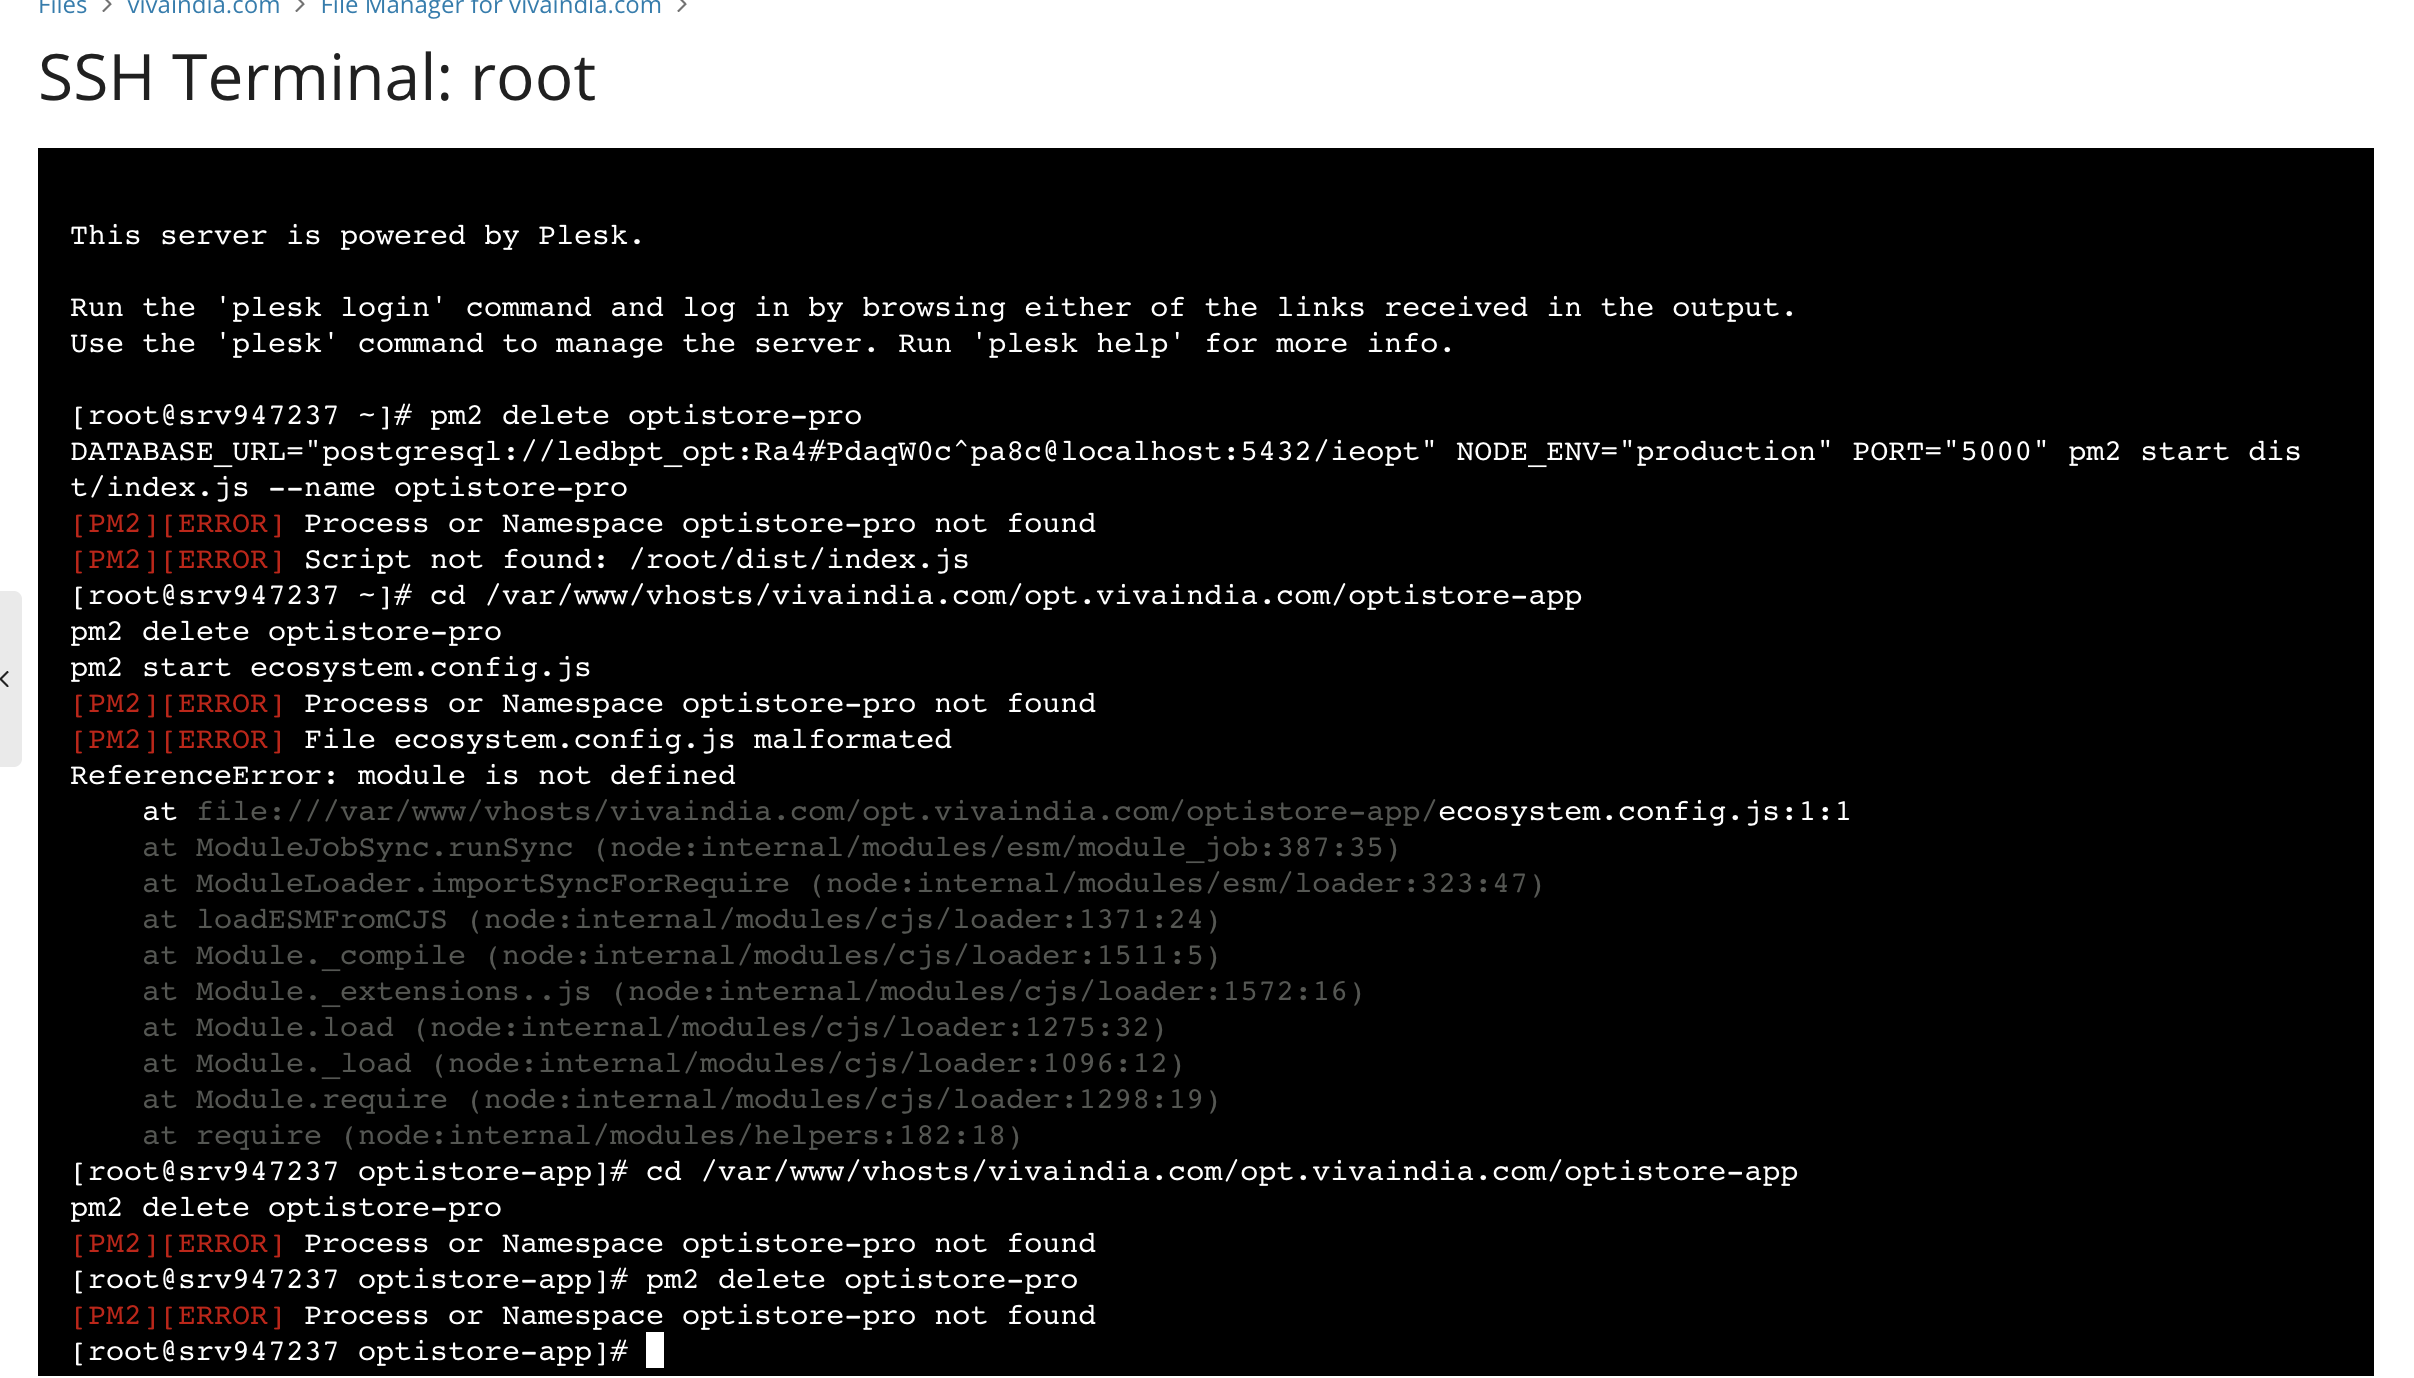 Files > vivaindia.com > File Manager for vivaindia.com >
SSH Terminal: root
This server is powered by Plesk.
Run the 'plesk login' command and log in by browsing either of the links received in the output.
Use the 'plesk' command to manage the server. Run 'plesk help' for more info.
[root@srv947237 ~]# pm2 delete optistore-pro
DATABASE_URL="postgresql://ledbpt_opt:Ra4#PdaqW0c^pa8c@localhost:5432/ieopt" NODE_ENV="production" PORT="5000" pm2 start dis
t/index.js --name optistore-pro
[PM2][ERROR] Process or Namespace optistore-pro not found
[PM2][ERROR] Script not found: /root/dist/index.js
[root@srv947237 ~]# cd /var/www/vhosts/vivaindia.com/opt.vivaindia.com/optistore-app
pm2 delete optistore-pro
pm2 start ecosystem.config.js
[PM2][ERROR] Process or Namespace optistore-pro not found
[PM2][ERROR] File ecosystem.config.js malformated
ReferenceError: module is not defined
    at file:///var/www/vhosts/vivaindia.com/opt.vivaindia.com/optistore-app/ecosystem.config.js:1:1
    at ModuleJobSync.runSync (node:internal/modules/esm/module_job:387:35)
    at ModuleLoader.importSyncForRequire (node:internal/modules/esm/loader:323:47)
    at loadESMFromCJS (node:internal/modules/cjs/loader:1371:24)
    at Module._compile (node:internal/modules/cjs/loader:1511:5)
    at Module._extensions..js (node:internal/modules/cjs/loader:1572:16)
    at Module.load (node:internal/modules/cjs/loader:1275:32)
    at Module._load (node:internal/modules/cjs/loader:1096:12)
    at Module.require (node:internal/modules/cjs/loader:1298:19)
    at require (node:internal/modules/helpers:182:18)
[root@srv947237 optistore-app]# cd /var/www/vhosts/vivaindia.com/opt.vivaindia.com/optistore-app
pm2 delete optistore-pro
[PM2][ERROR] Process or Namespace optistore-pro not found
[root@srv947237 optistore-app]# pm2 delete optistore-pro
[PM2][ERROR] Process or Namespace optistore-pro not found
[root@srv947237 optistore-app]#